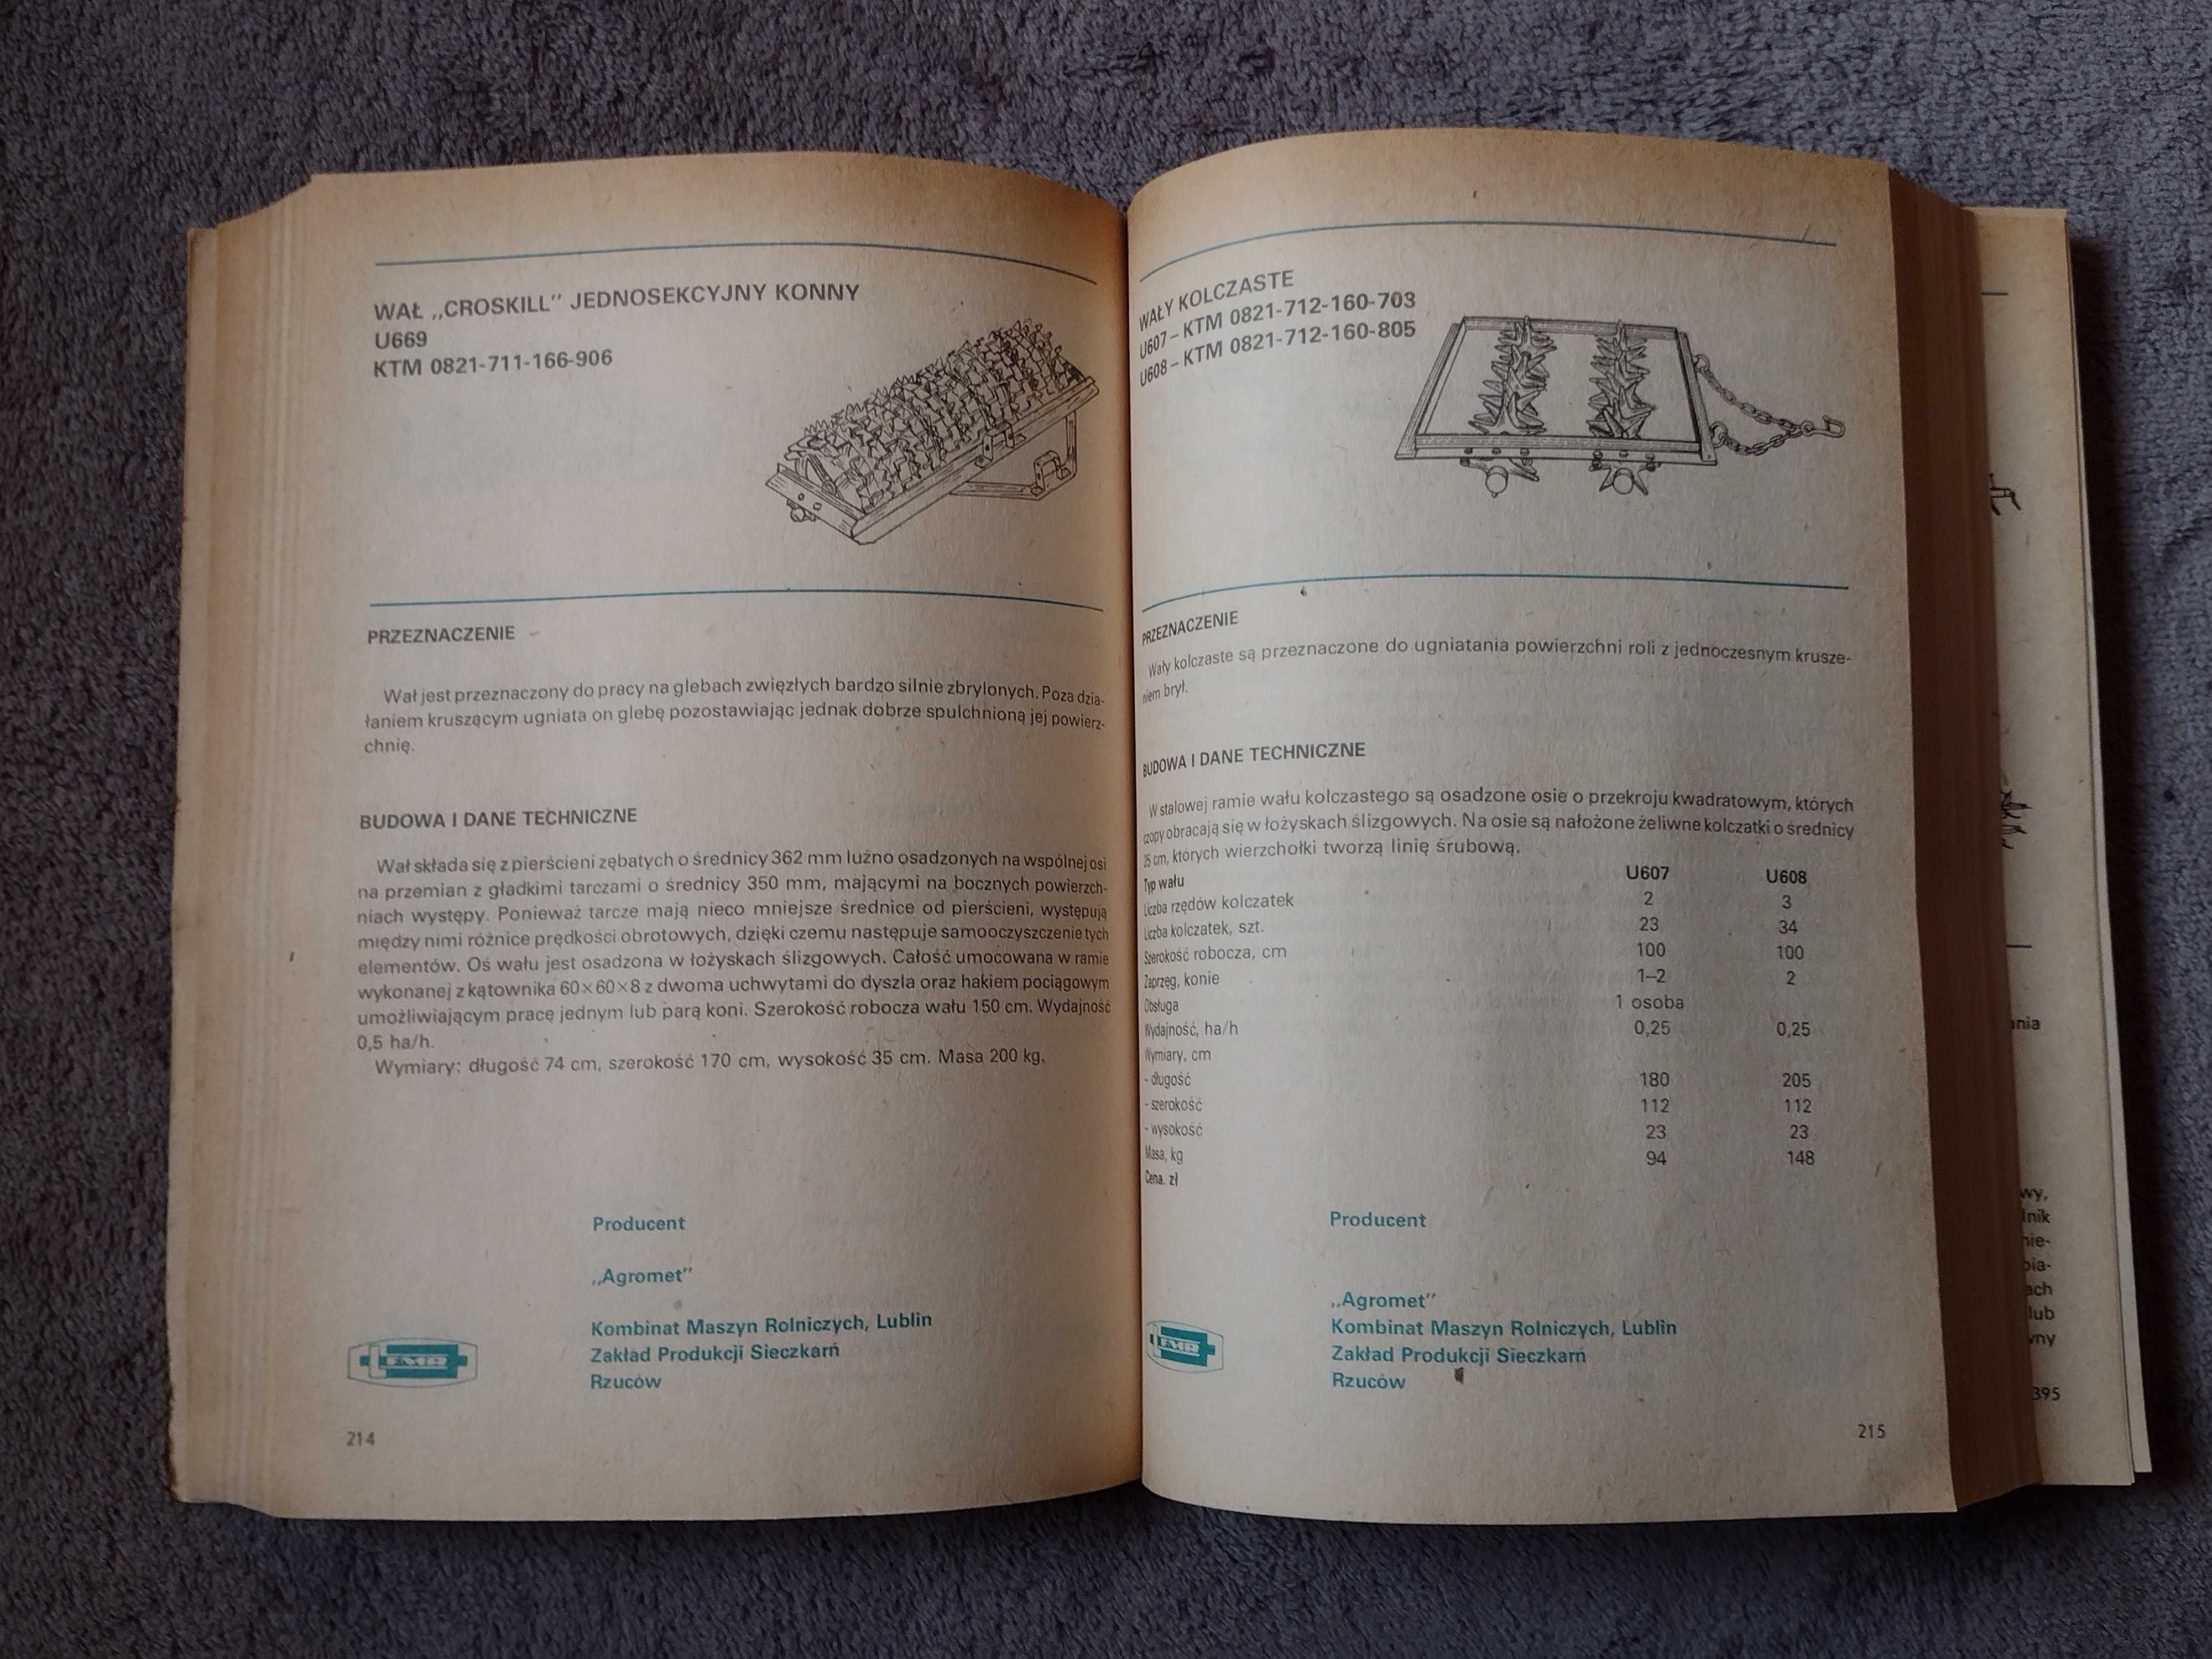 WAŁ „CROSKILL” JEDNOSEKCYJNY KONNY
U669
KTM 0821-711-166-906
PRZEZNACZENIE
Wał jest przeznaczony do pracy na glebach zwięzłych bardzo silnie zbrylonych. Poza dzia-
łaniem kruszącym ugniata on glebę pozostawiając jednak dobrze spulchnioną jej powierz-
chnię.
BUDOWA I DANE TECHNICZNE
Wał składa się z pierścieni zębatych o średnicy 362 mm luźno osadzonych na wspólnej osi
na przemian z gładkimi tarczami o średnicy 350 mm, mającymi na bocznych powierzch-
niach występy. Ponieważ tarcze mają nieco mniejsze średnice od pierścieni, występują
między nimi różnice prędkości obrotowych, dzięki czemu następuje samooczyszczenie tych
elementów. Oś wału jest osadzona w łożyskach ślizgowych. Całość umocowana w ramie
wykonanej z kątownika 60×60×8 z dwoma uchwytami do dyszla oraz hakiem pociągowym
umożliwiającym pracę jednym lub parą koni. Szerokość robocza wału 150 cm. Wydajność
0,5 ha/h.
Wymiary: długość 74 cm, szerokość 170 cm, wysokość 35 cm. Masa 200 kg.
Producent
„Agromet”
Kombinat Maszyn Rolniczych, Lublin
Zakład Produkcji Sieczkarń
Rzuców
LFMR
214
WAŁY KOLCZASTE
U607 – KTM 0821-712-160-703
U608 – KTM 0821-712-160-805
PRZEZNACZENIE
Wały kolczaste są przeznaczone do ugniatania powierzchni roli z jednoczesnym krusze-
niem brył.
BUDOWA I DANE TECHNICZNE
W stalowej ramie wału kolczastego są osadzone osie o przekroju kwadratowym, których
czopy obracają się w łożyskach ślizgowych. Na osie są nałożone żeliwne kolczatki o średnicy
25 cm, których wierzchołki tworzą linię śrubową.
Typ wału U607 U608
Liczba rzędów kolczatek 2 3
Liczba kolczatek, szt. 23 34
Szerokość robocza, cm 100 100
Zaprzęg, konie 1–2 2
Obsługa 1 osoba
Wydajność, ha/h 0,25 0,25
Wymiary, cm
- długość 180 205
- szerokość 112 112
- wysokość 23 23
Masa, kg 94 148
Cena. zł
Producent
„Agromet”
Kombinat Maszyn Rolniczych, Lublin
Zakład Produkcji Sieczkarń
Rzuców
LFMR
215
395